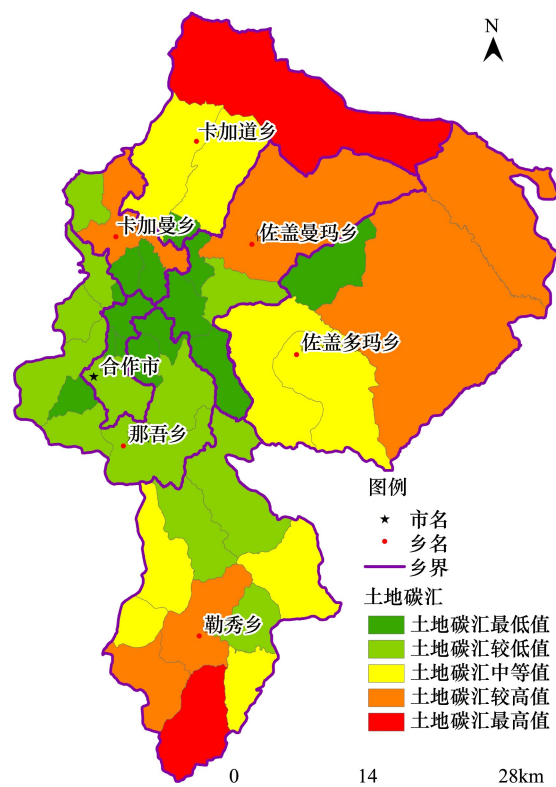 N
卡加道乡
卡加曼乡
佐盖曼玛乡
佐盖多玛乡
合作市
那吾乡
勒秀乡
图例
市名
乡名
乡界
土地碳汇
土地碳汇最低值
土地碳汇较低值
土地碳汇中等值
土地碳汇较高值
土地碳汇最高值
0 14 28km